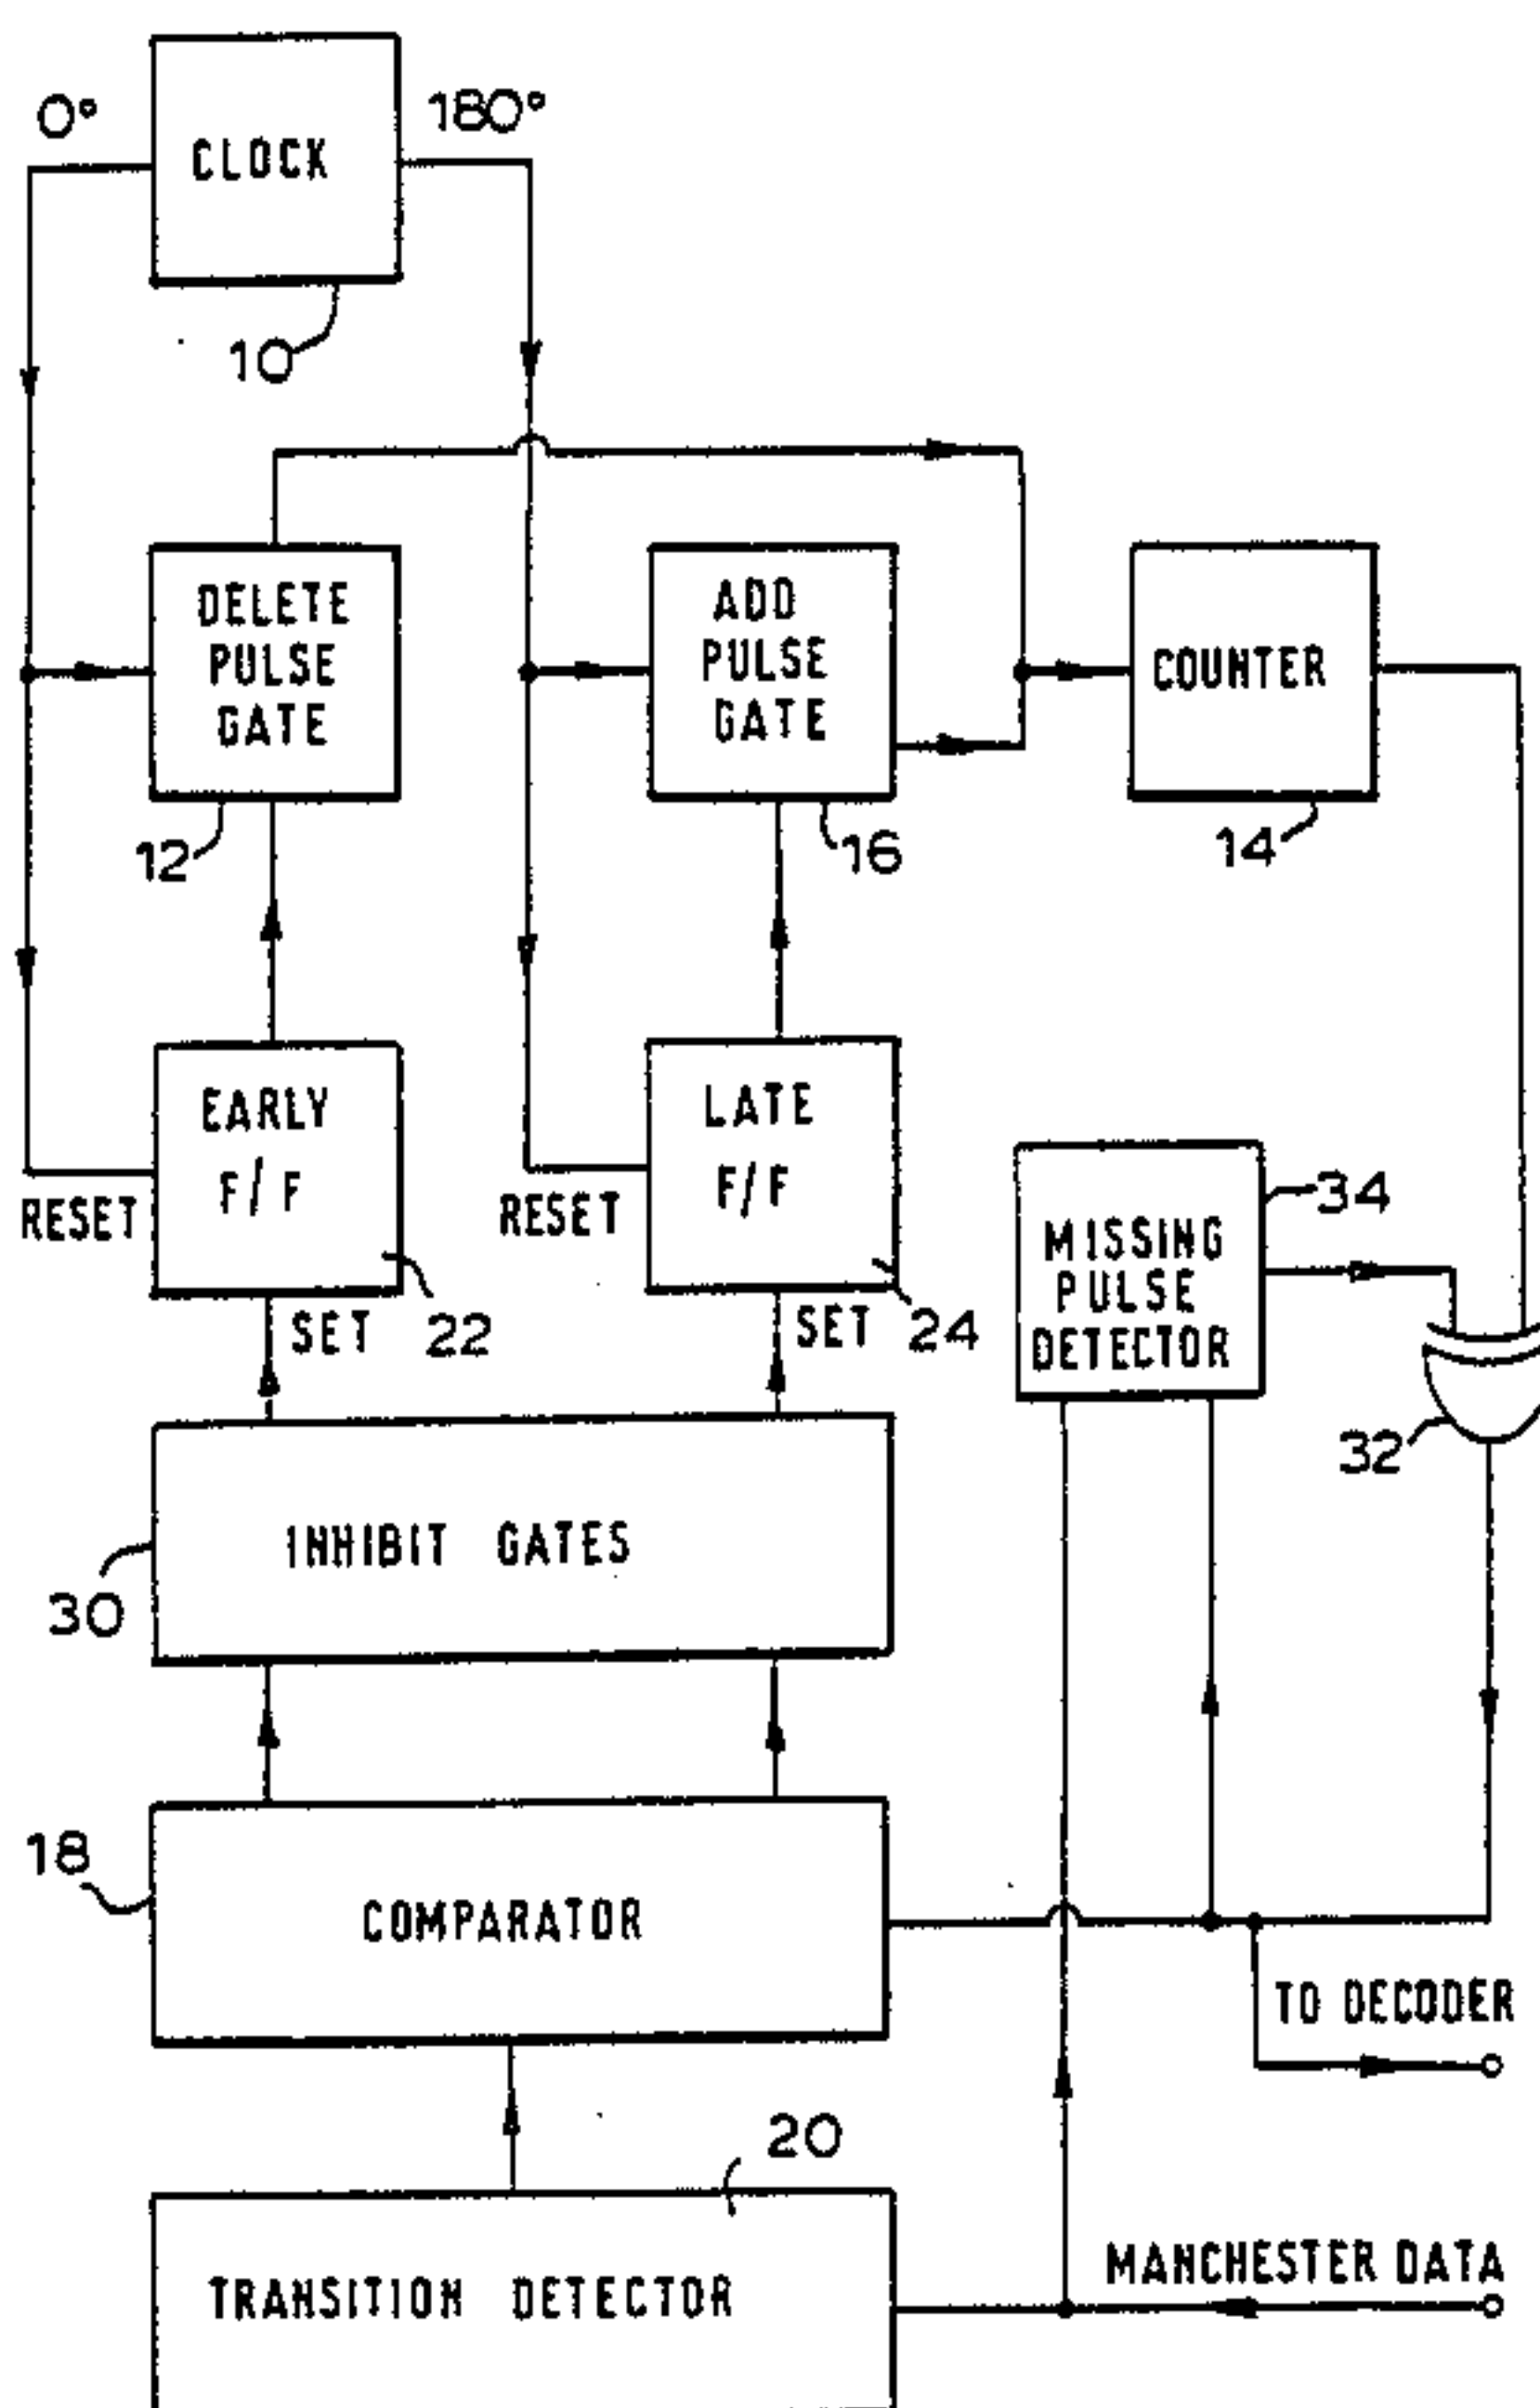 0°
180°
CLOCK
10
DELETE
PULSE
GATE
ADD
PULSE
GATE
COUNTER
12
16
14
EARLY
F/F
LATE
F/F
RESET
RESET
34
MISSING
PULSE
DETECTOR
SET
22
SET
24
32
INHIBIT GATES
30
18
COMPARATOR
TO DECODER
20
MANCHESTER DATA
TRANSITION DETECTOR